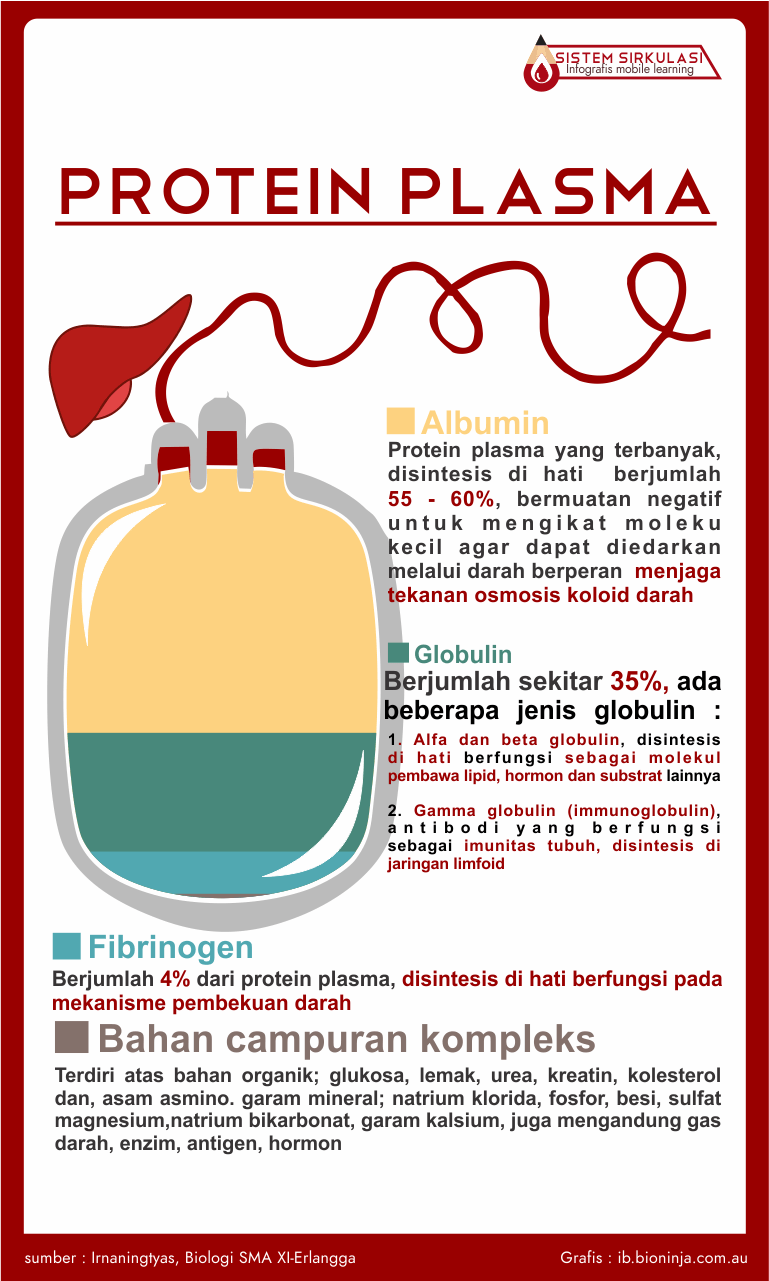 SISTEM SIRKULASI
Infografis mobile learning
PROTEIN PLASMA
Albumin
Protein plasma yang terbanyak,
disintesis di hati berjumlah
55 - 60%, bermuatan negatif
untuk mengikat moleku
kecil agar dapat diedarkan
melalui darah berperan menjaga
tekanan osmosis koloid darah
Globulin
Berjumlah sekitar 35%, ada
beberapa jenis globulin :
1. Alfa dan beta globulin, disintesis
di hati berfungsi sebagai molekul
pembawa lipid, hormon dan substrat lainnya
2. Gamma globulin (immunoglobulin),
antibodi yang berfungsi
sebagai imunitas tubuh, disintesis di
jaringan limfoid
Fibrinogen
Berjumlah 4% dari protein plasma, disintesis di hati berfungsi pada
mekanisme pembekuan darah
Bahan campuran kompleks
Terdiri atas bahan organik; glukosa, lemak, urea, kreatin, kolesterol
dan, asam asmino. garam mineral; natrium klorida, fosfor, besi, sulfat
magnesium,natrium bikarbonat, garam kalsium, juga mengandung gas
darah, enzim, antigen, hormon
sumber : Irnaningtyas, Biologi SMA XI-Erlangga
Grafis : ib.bioninja.com.au